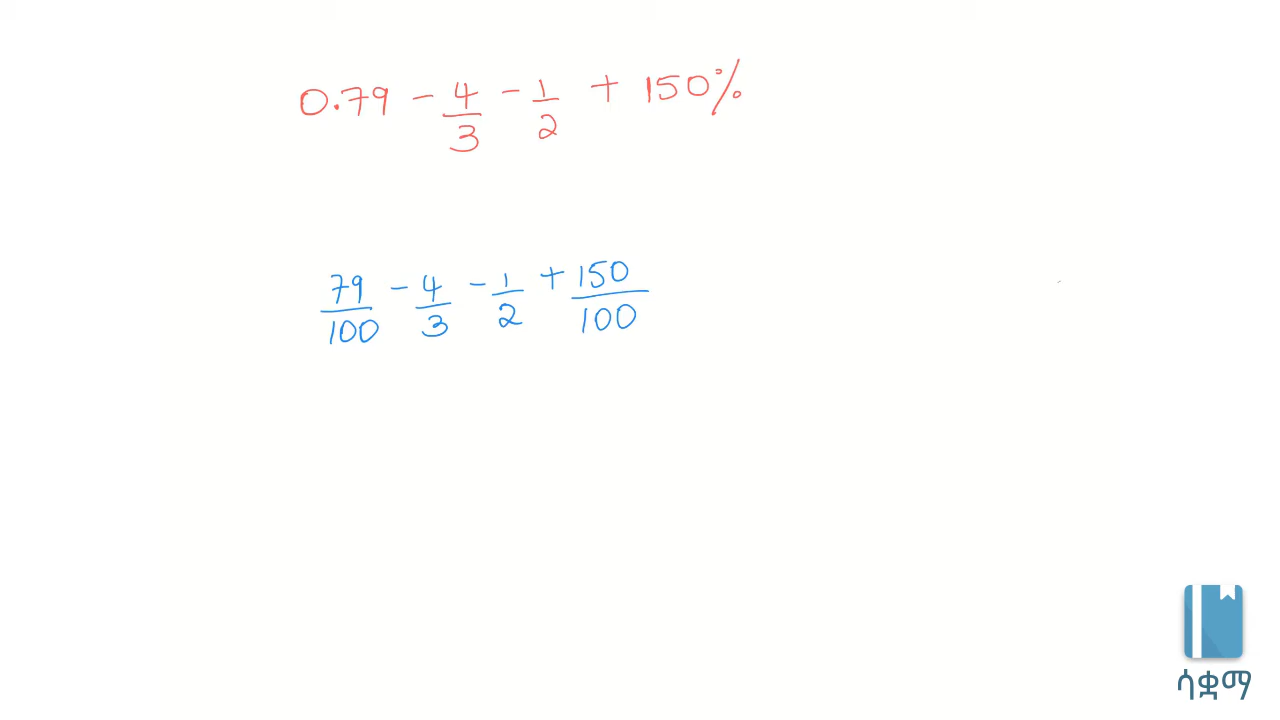 0.79 - 4/3 - 1/2 + 150%
79/100 - 4/3 - 1/2 + 150/100
ሳቋማ